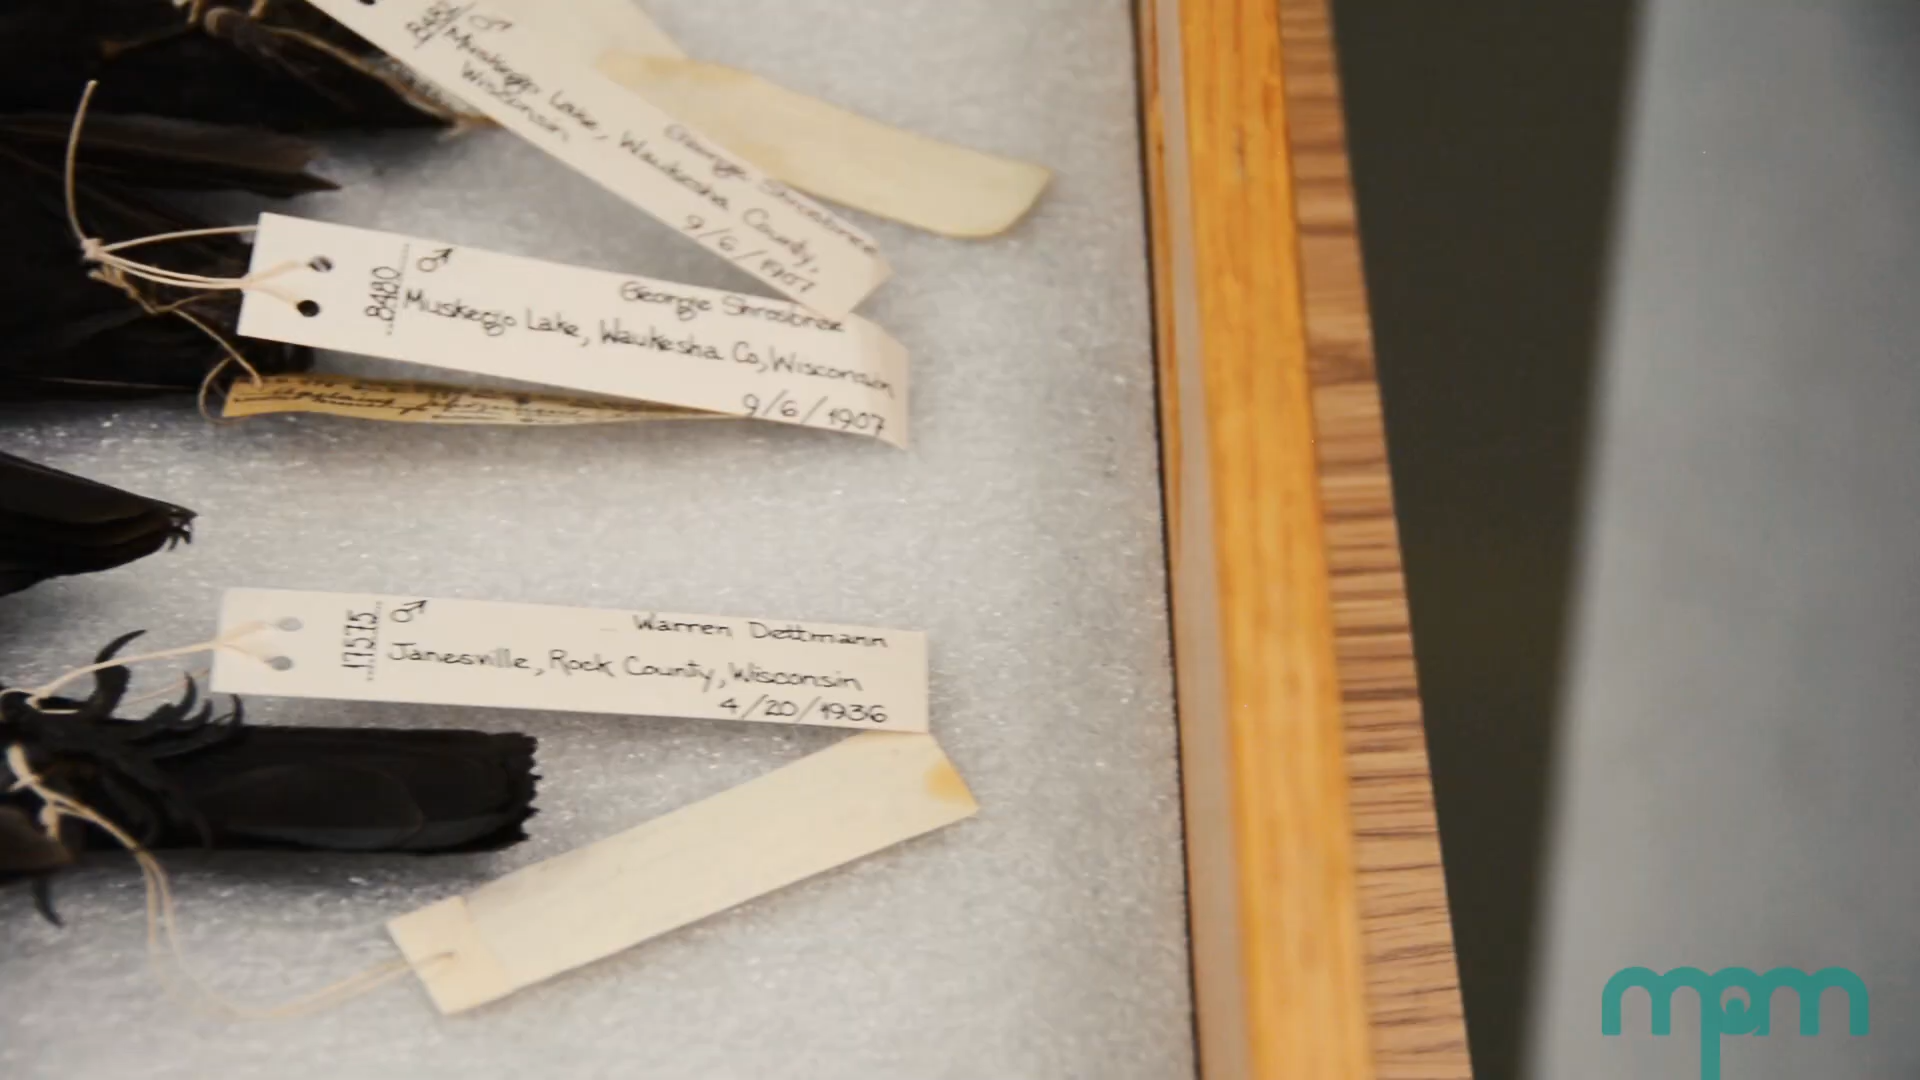 ♂
George Shrosbree
Muskego Lake, Waukesha County,
Wisconsin
9/6/1907
8480
♂
George Shrosbree
Muskego Lake, Waukesha Co, Wisconsin
9/6/1907
17575
♂
Warren Dettmann
Janesville, Rock County, Wisconsin
4/20/1936
mpm